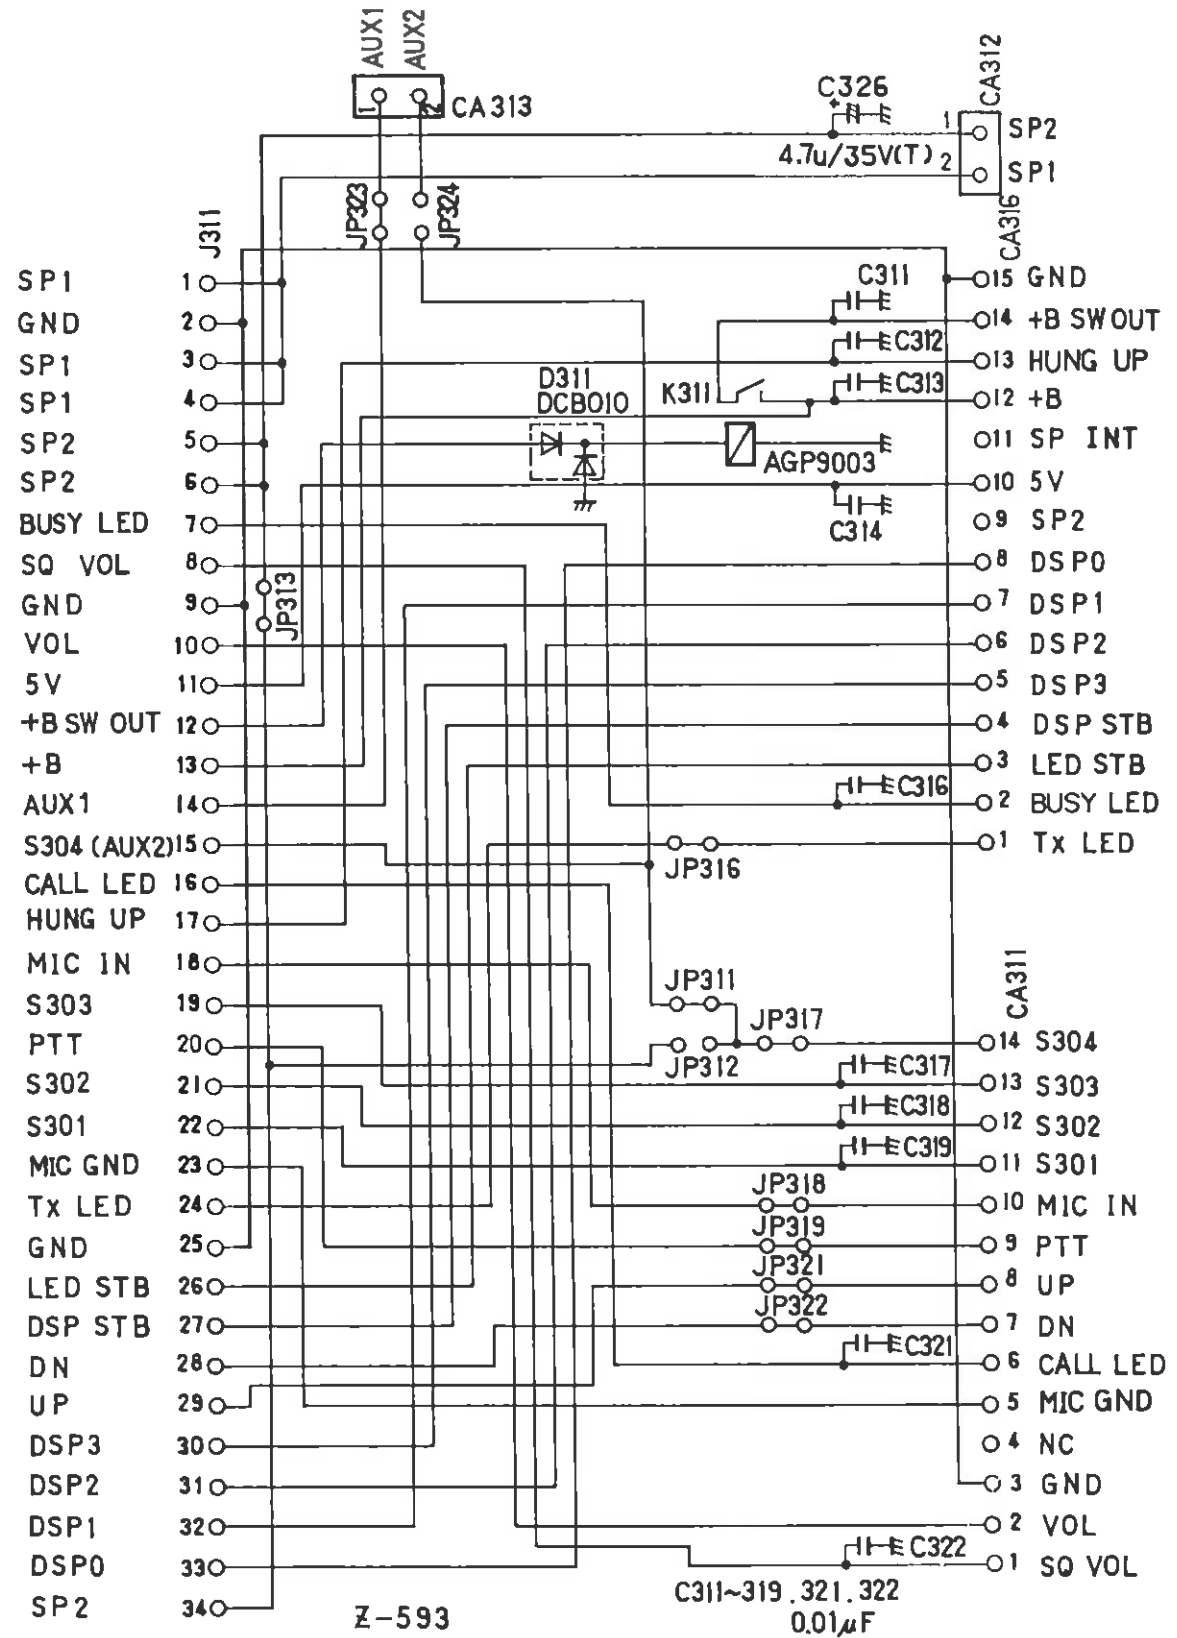 AUX1
AUX2
1
2
CA313
C326
+
4.7u/35V(T)
CA312
1 SP2
2 SP1
JP323
JP324
J311
SP1 1
GND 2
SP1 3
SP1 4
SP2 5
SP2 6
BUSY LED 7
SQ VOL 8
GND 9
VOL 10
5V 11
+B SW OUT 12
+B 13
AUX1 14
S304 (AUX2) 15
CALL LED 16
HUNG UP 17
MIC IN 18
S303 19
PTT 20
S302 21
S301 22
MIC GND 23
Tx LED 24
GND 25
LED STB 26
DSP STB 27
DN 28
UP 29
DSP3 30
DSP2 31
DSP1 32
DSP0 33
SP2 34
JP313
D311
DCB010
K311
AGP9003
C311
C312
C313
C314
C316
JP316
JP311
JP312
JP317
C317
C318
C319
JP318
JP319
JP321
JP322
C321
C322
CA316
15 GND
14 +B SW OUT
13 HUNG UP
12 +B
11 SP INT
10 5V
9 SP2
8 DSP0
7 DSP1
6 DSP2
5 DSP3
4 DSP STB
3 LED STB
2 BUSY LED
1 Tx LED
CA311
14 S304
13 S303
12 S302
11 S301
10 MIC IN
9 PTT
8 UP
7 DN
6 CALL LED
5 MIC GND
4 NC
3 GND
2 VOL
1 SQ VOL
C311~319.321.322
0.01μF
Z-593